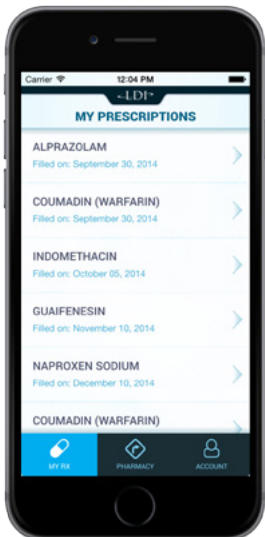 Carrier 12:04 PM
LDI
MY PRESCRIPTIONS
ALPRAZOLAM
Filled on: September 30, 2014
COUMADIN (WARFARIN)
Filled on: September 30, 2014
INDOMETHACIN
Filled on: October 05, 2014
GUAIFENESIN
Filled on: November 10, 2014
NAPROXEN SODIUM
Filled on: December 10, 2014
COUMADIN (WARFARIN)
MY RX PHARMACY ACCOUNT